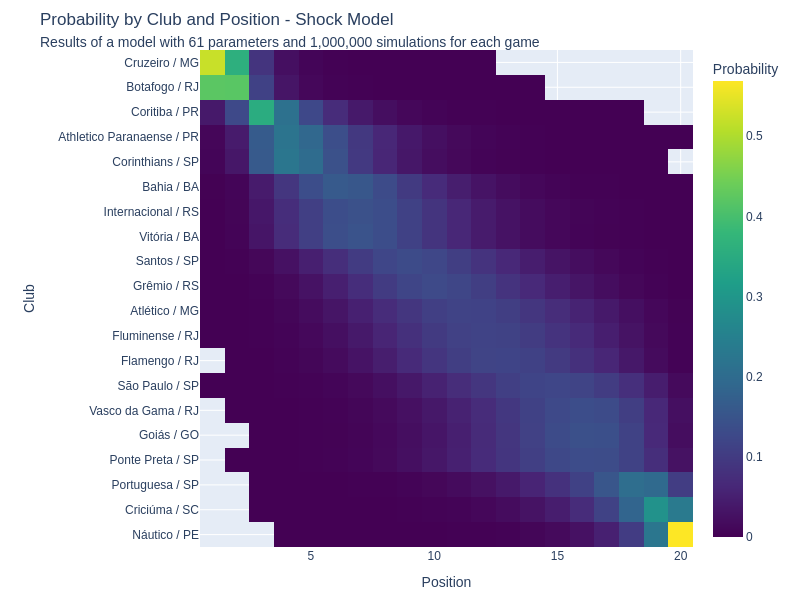 Probability by Club and Position - Shock Model
Results of a model with 61 parameters and 1,000,000 simulations for each game
Cruzeiro / MG
Botafogo / RJ
Coritiba / PR
Athletico Paranaense / PR
Corinthians / SP
Bahia / BA
Internacional / RS
Vitória / BA
Santos / SP
Grêmio / RS
Atlético / MG
Fluminense / RJ
Flamengo / RJ
São Paulo / SP
Vasco da Gama / RJ
Goiás / GO
Ponte Preta / SP
Portuguesa / SP
Criciúma / SC
Náutico / PE
Club
5
10
15
20
Position
Probability
0.5
0.4
0.3
0.2
0.1
0